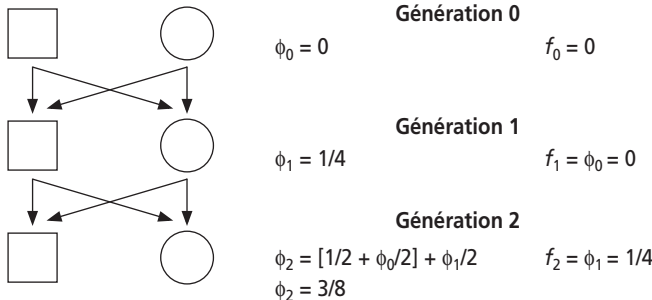 Génération 0
ϕ₀ = 0 f₀ = 0
Génération 1
ϕ₁ = 1/4 f₁ = ϕ₀ = 0
Génération 2
ϕ₂ = [1/2 + ϕ₀/2] + ϕ₁/2 f₂ = ϕ₁ = 1/4
ϕ₂ = 3/8